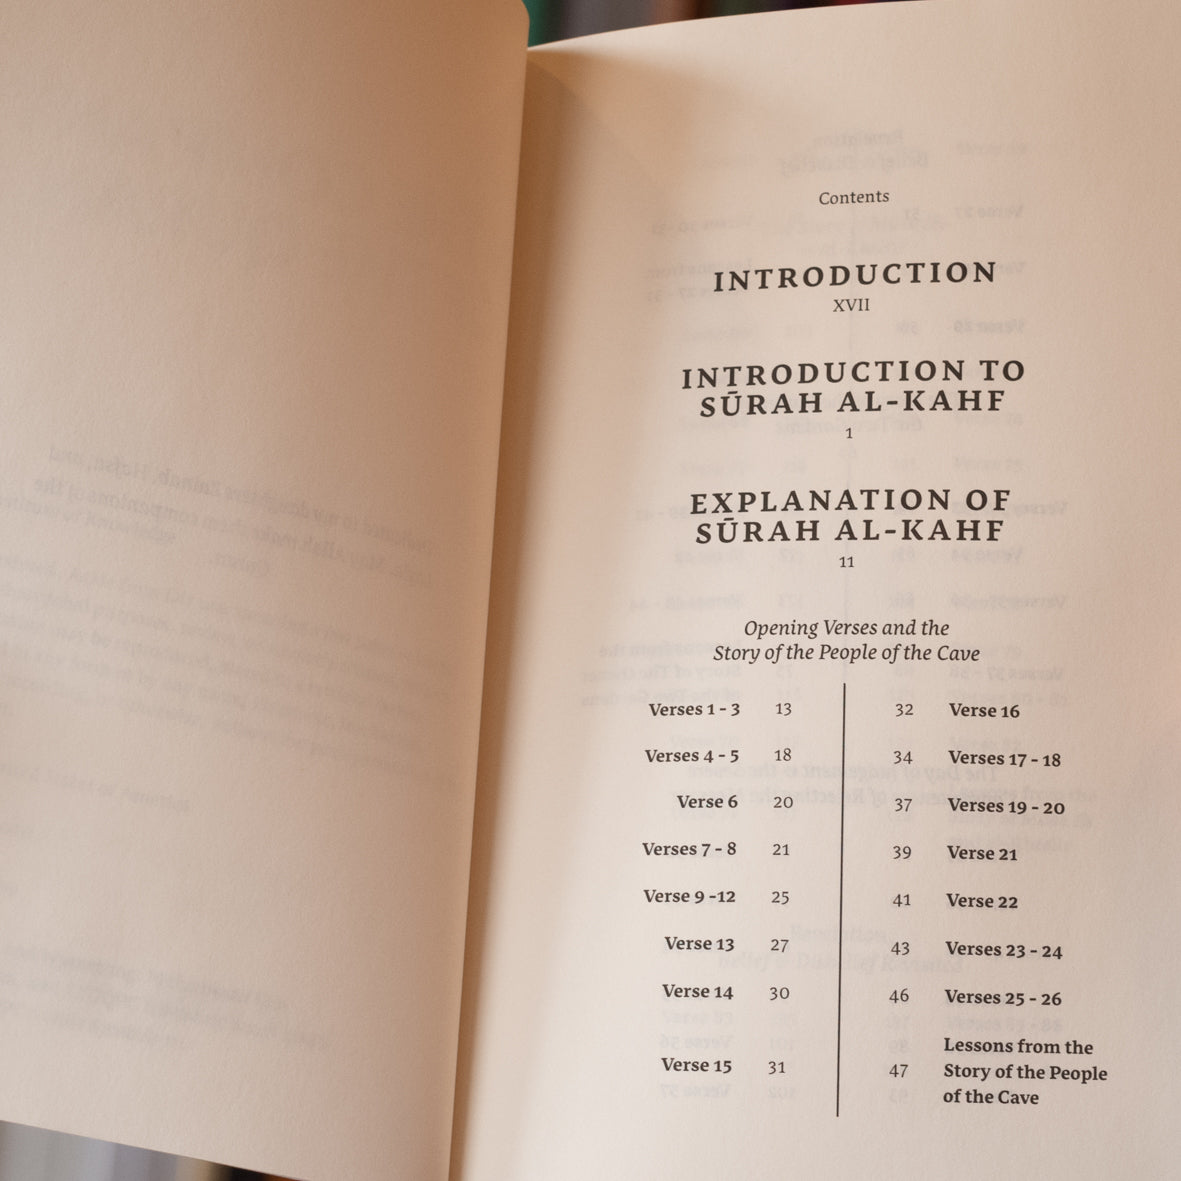 Contents
INTRODUCTION
XVII
INTRODUCTION TO
SŪRAH AL-KAHF
1
EXPLANATION OF
SŪRAH AL-KAHF
11
Opening Verses and the
Story of the People of the Cave
Verses 1 - 3 13
Verses 4 - 5 18
Verse 6 20
Verses 7 - 8 21
Verse 9 -12 25
Verse 13 27
Verse 14 30
Verse 15 31
32 Verse 16
34 Verses 17 - 18
37 Verses 19 - 20
39 Verse 21
41 Verse 22
43 Verses 23 - 24
46 Verses 25 - 26
Lessons from the
47 Story of the People
of the Cave